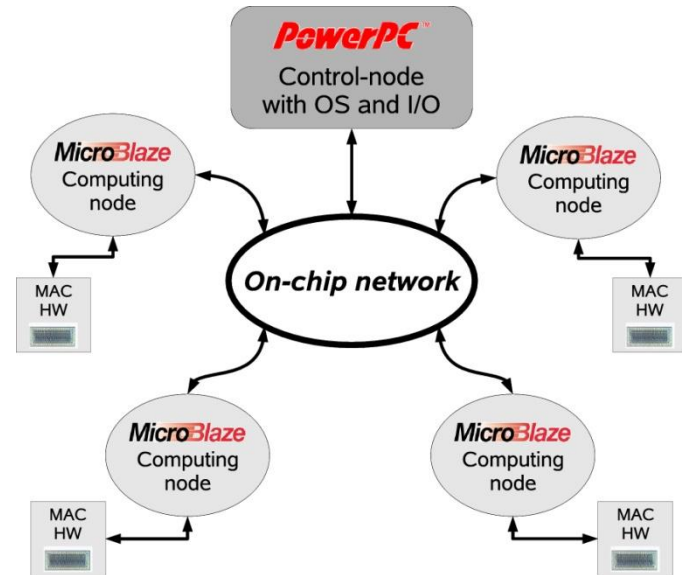 PowerPC™
Control-node
with OS and I/O
MicroBlaze
Computing
node
MicroBlaze
Computing
node
MAC
HW
MAC
HW
On-chip network
MicroBlaze
Computing
node
MicroBlaze
Computing
node
MAC
HW
MAC
HW